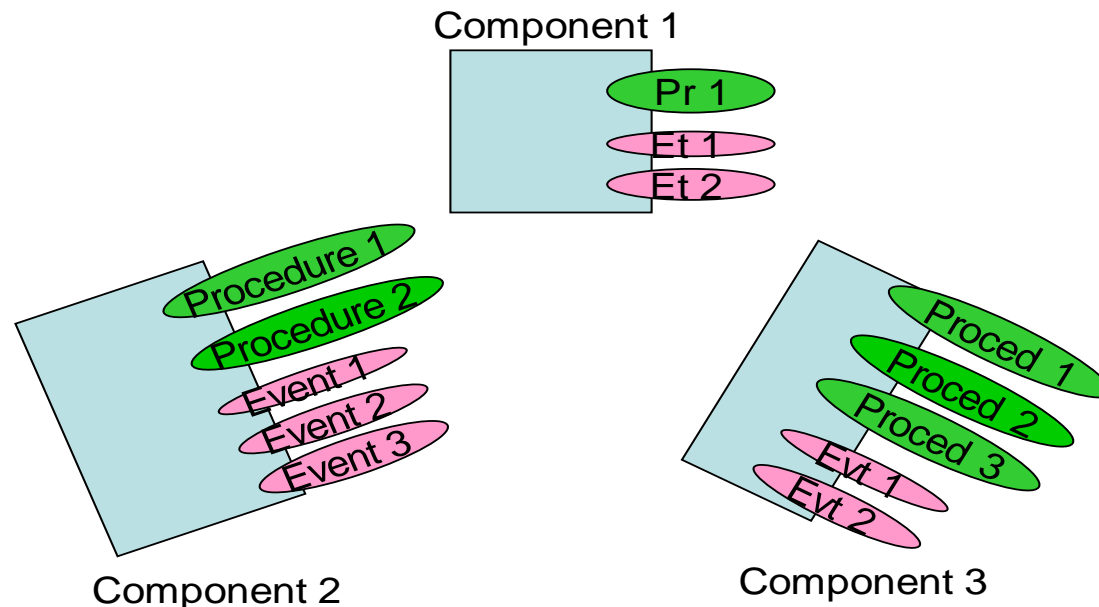 Component 1
Pr 1
Et 1
Et 2
Procedure 1
Procedure 2
Event 1
Event 2
Event 3
Component 2
Proced 1
Proced 2
Proced 3
Evt 1
Evt 2
Component 3